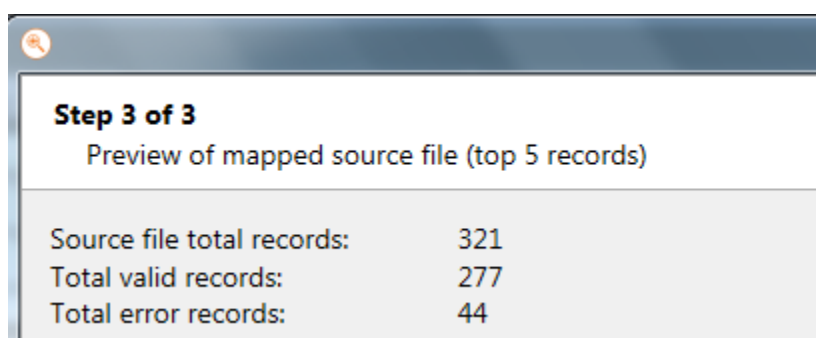 Step 3 of 3
Preview of mapped source file (top 5 records)
Source file total records: 321
Total valid records: 277
Total error records: 44